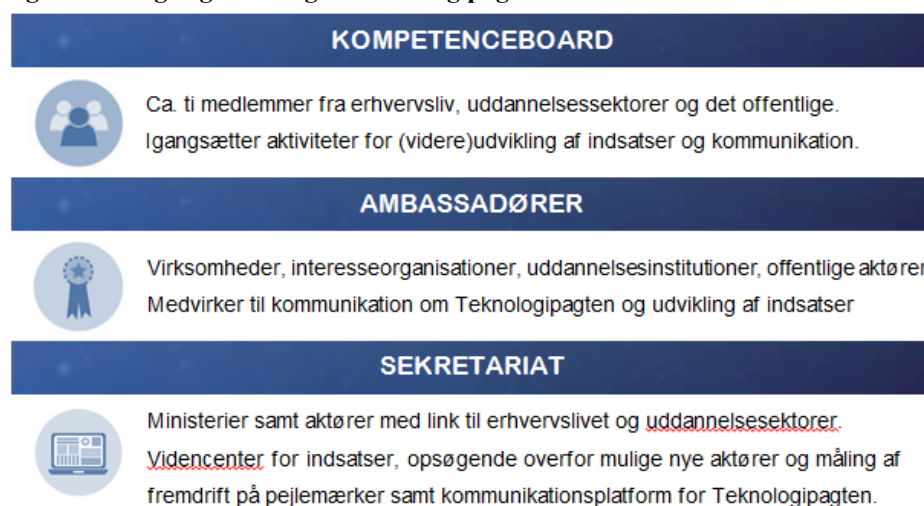 KOMPETENCEBOARD
Ca. ti medlemmer fra erhvervsliv, uddannelsessektorer og det offentlige.
Igangsætter aktiviteter for (videre)udvikling af indsatser og kommunikation.
AMBASSADØRER
Virksomheder, interesseorganisationer, uddannelsesinstitutioner, offentlige aktører
Medvirker til kommunikation om Teknologipagten og udvikling af indsatser
SEKRETARIAT
Ministerier samt aktører med link til erhvervslivet og uddannelsesektorer.
Videncenter for indsatser, opsøgende overfor mulige nye aktører og måling af
fremdrift på pejlemærker samt kommunikationsplatform for Teknologipagten.